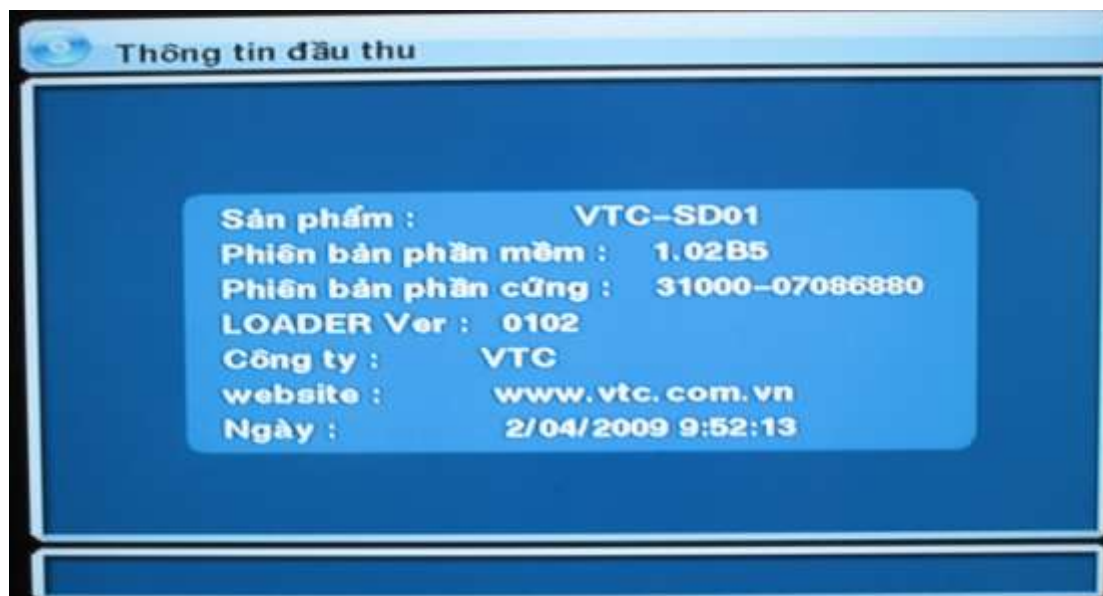 Thông tin đầu thu
Sản phẩm : VTC-SD01
Phiên bản phần mềm : 1.02B5
Phiên bản phần cứng : 31000-07086880
LOADER Ver : 0102
Công ty : VTC
website : www.vtc.com.vn
Ngày : 2/04/2009 9:52:13